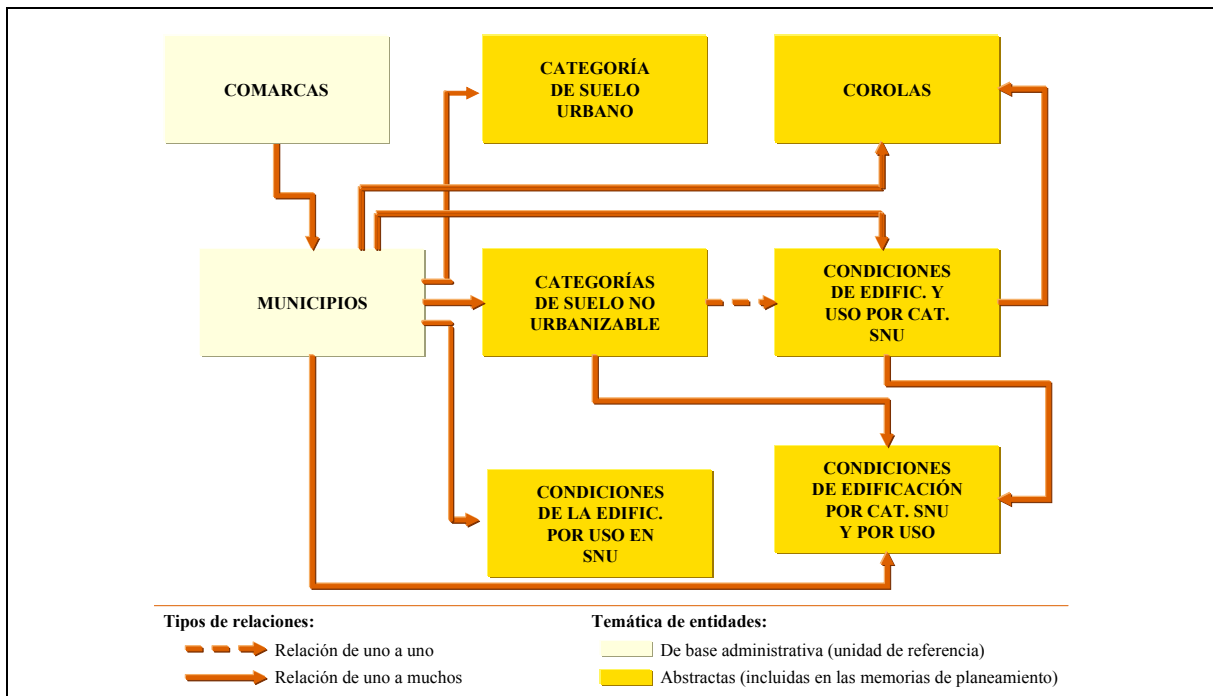 COMARCAS
CATEGORÍA
DE SUELO
URBANO
COROLAS
MUNICIPIOS
CATEGORÍAS
DE SUELO NO
URBANIZABLE
CONDICIONES
DE EDIFIC. Y
USO POR CAT.
SNU
CONDICIONES
DE LA EDIFIC.
POR USO EN
SNU
CONDICIONES
DE EDIFICACIÓN
POR CAT. SNU
Y POR USO
Tipos de relaciones:
Relación de uno a uno
Relación de uno a muchos
Temática de entidades:
De base administrativa (unidad de referencia)
Abstractas (incluidas en las memorias de planeamiento)